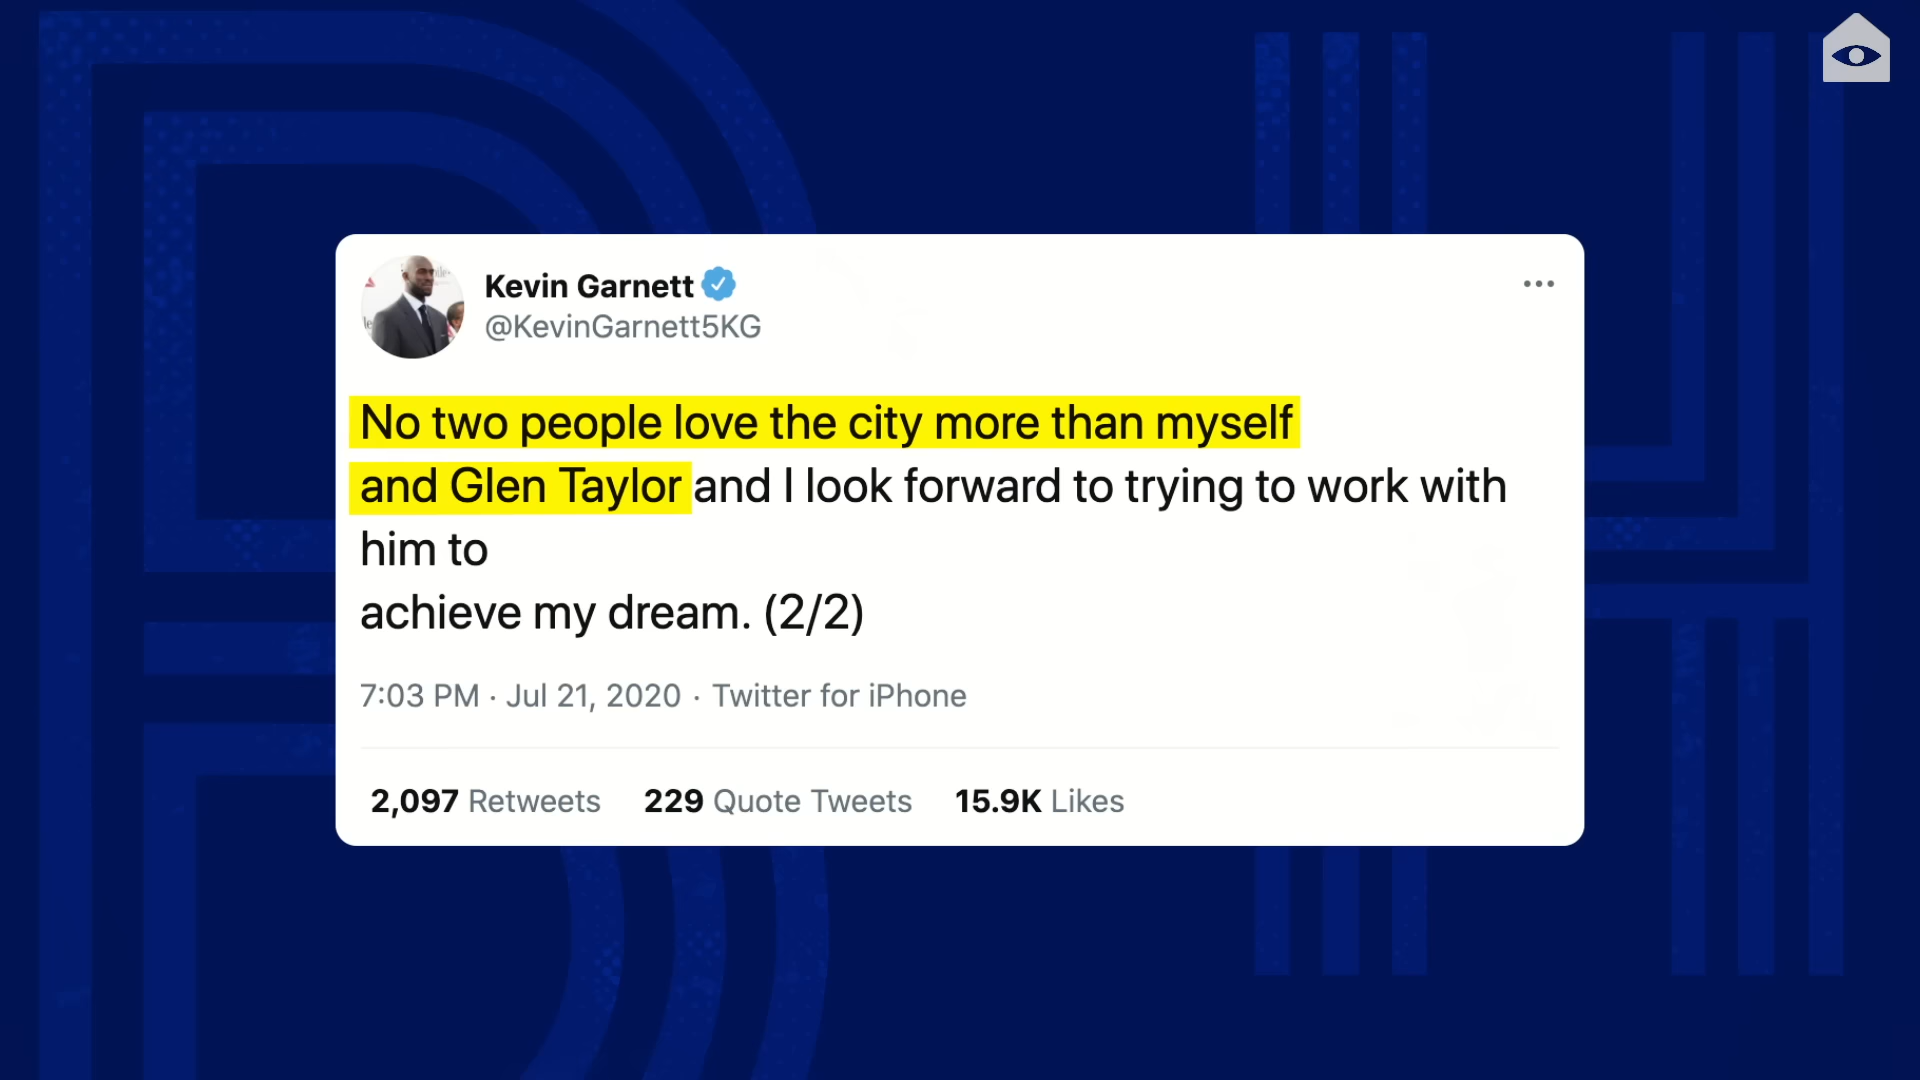 Kevin Garnett
@KevinGarnett5KG
No two people love the city more than myself
and Glen Taylor and I look forward to trying to work with
him to
achieve my dream. (2/2)
7:03 PM · Jul 21, 2020 · Twitter for iPhone
2,097 Retweets 229 Quote Tweets 15.9K Likes